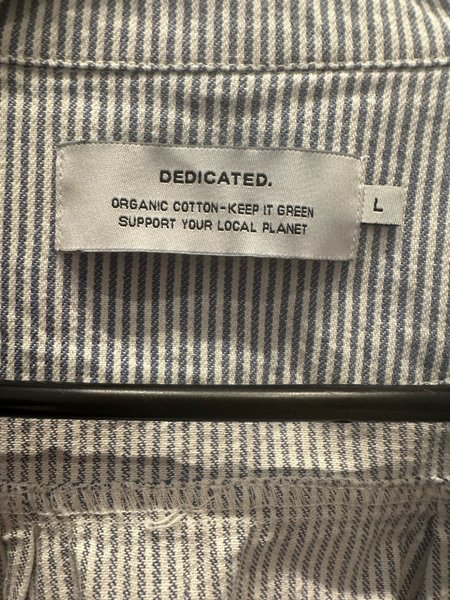 DEDICATED.
ORGANIC COTTON-KEEP IT GREEN
SUPPORT YOUR LOCAL PLANET
L